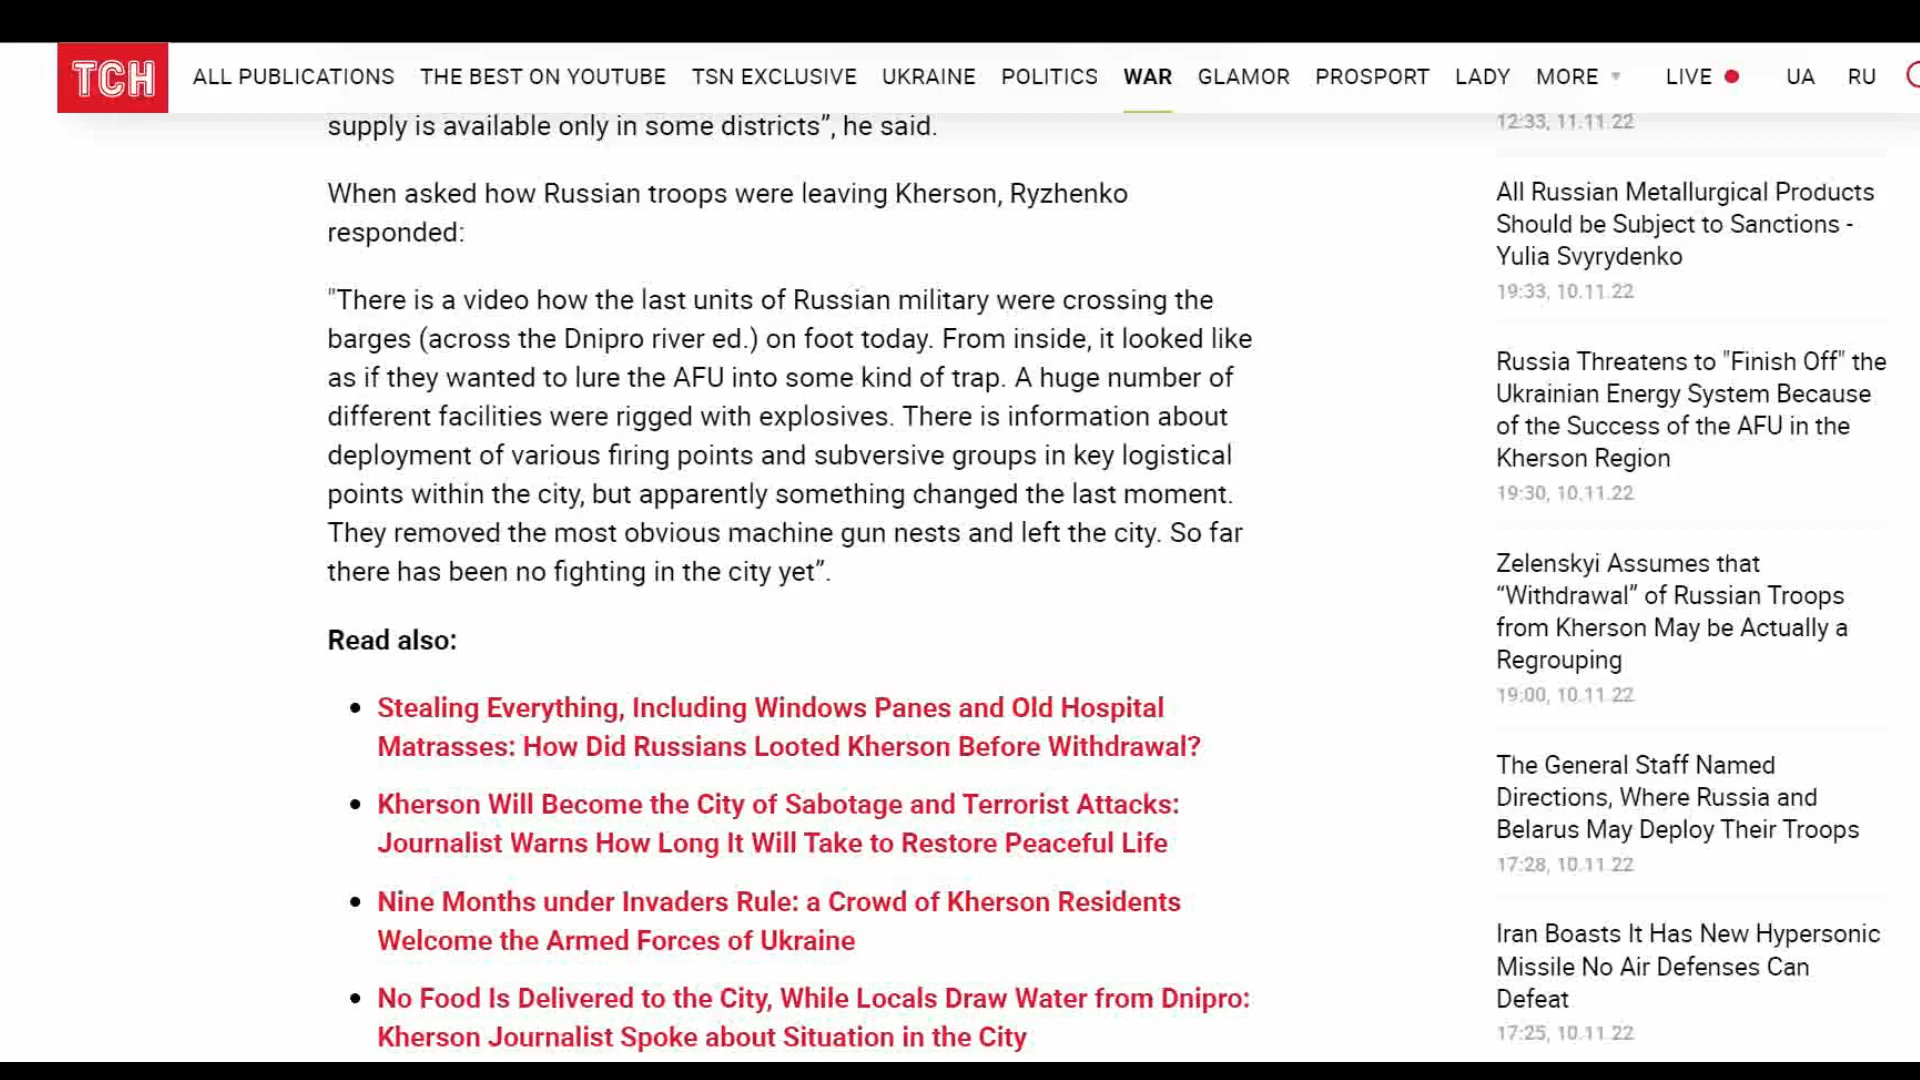 TCH
ALL PUBLICATIONS THE BEST ON YOUTUBE TSN EXCLUSIVE UKRAINE POLITICS WAR GLAMOR PROSPORT LADY MORE LIVE UA RU
supply is available only in some districts”, he said.
When asked how Russian troops were leaving Kherson, Ryzhenko
responded:
"There is a video how the last units of Russian military were crossing the
barges (across the Dnipro river ed.) on foot today. From inside, it looked like
as if they wanted to lure the AFU into some kind of trap. A huge number of
different facilities were rigged with explosives. There is information about
deployment of various firing points and subversive groups in key logistical
points within the city, but apparently something changed the last moment.
They removed the most obvious machine gun nests and left the city. So far
there has been no fighting in the city yet”.
Read also:
Stealing Everything, Including Windows Panes and Old Hospital
Matrasses: How Did Russians Looted Kherson Before Withdrawal?
Kherson Will Become the City of Sabotage and Terrorist Attacks:
Journalist Warns How Long It Will Take to Restore Peaceful Life
Nine Months under Invaders Rule: a Crowd of Kherson Residents
Welcome the Armed Forces of Ukraine
No Food Is Delivered to the City, While Locals Draw Water from Dnipro:
Kherson Journalist Spoke about Situation in the City
12:33, 11.11.22
All Russian Metallurgical Products
Should be Subject to Sanctions -
Yulia Svyrydenko
19:33, 10.11.22
Russia Threatens to "Finish Off" the
Ukrainian Energy System Because
of the Success of the AFU in the
Kherson Region
19:30, 10.11.22
Zelenskyi Assumes that
“Withdrawal” of Russian Troops
from Kherson May be Actually a
Regrouping
19:00, 10.11.22
The General Staff Named
Directions, Where Russia and
Belarus May Deploy Their Troops
17:28, 10.11.22
Iran Boasts It Has New Hypersonic
Missile No Air Defenses Can
Defeat
17:25, 10.11.22